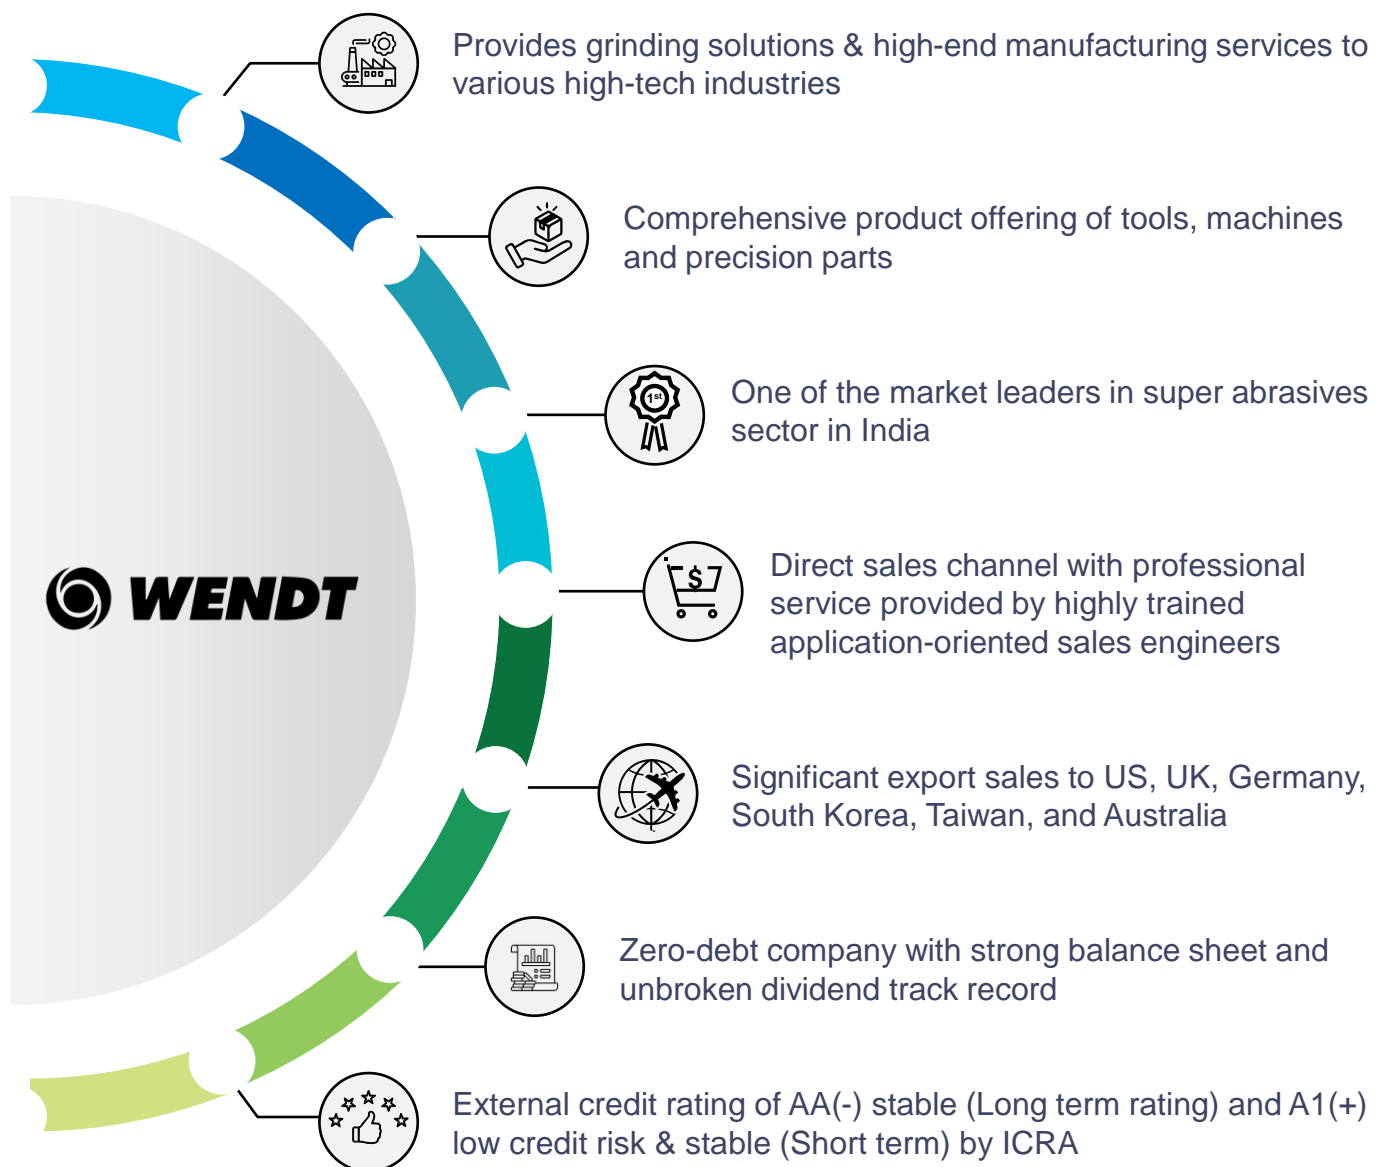 Provides grinding solutions & high-end manufacturing services to
various high-tech industries
Comprehensive product offering of tools, machines
and precision parts
1st
One of the market leaders in super abrasives
sector in India
WENDT
$
Direct sales channel with professional
service provided by highly trained
application-oriented sales engineers
Significant export sales to US, UK, Germany,
South Korea, Taiwan, and Australia
Zero-debt company with strong balance sheet and
unbroken dividend track record
External credit rating of AA(-) stable (Long term rating) and A1(+)
low credit risk & stable (Short term) by ICRA